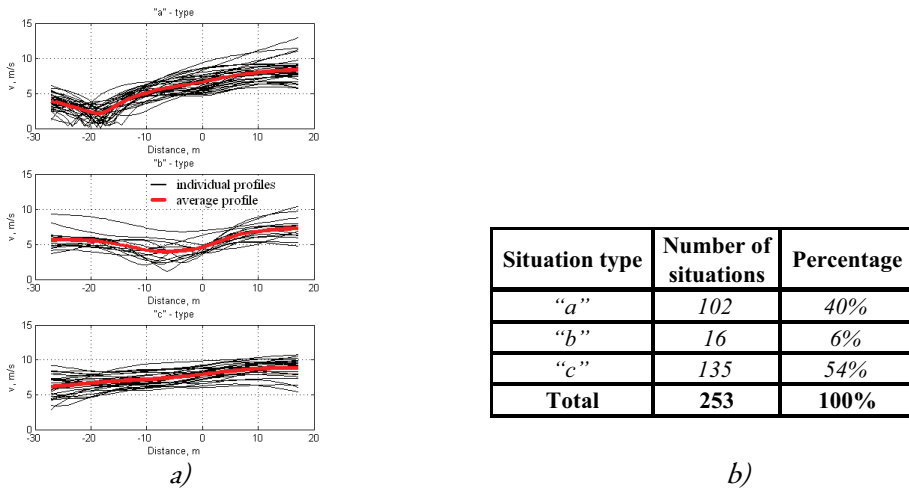 "a" - type
15
10
5
0
v, m/s
-30 -20 -10 0 10 20
Distance, m
"b" - type
15
10
5
0
v, m/s
individual profiles
average profile
-30 -20 -10 0 10 20
Distance, m
"c" - type
15
10
5
0
v, m/s
-30 -20 -10 0 10 20
Distance, m
a)
Situation type Number of situations Percentage
“a” 102 40%
“b” 16 6%
“c” 135 54%
Total 253 100%
b)